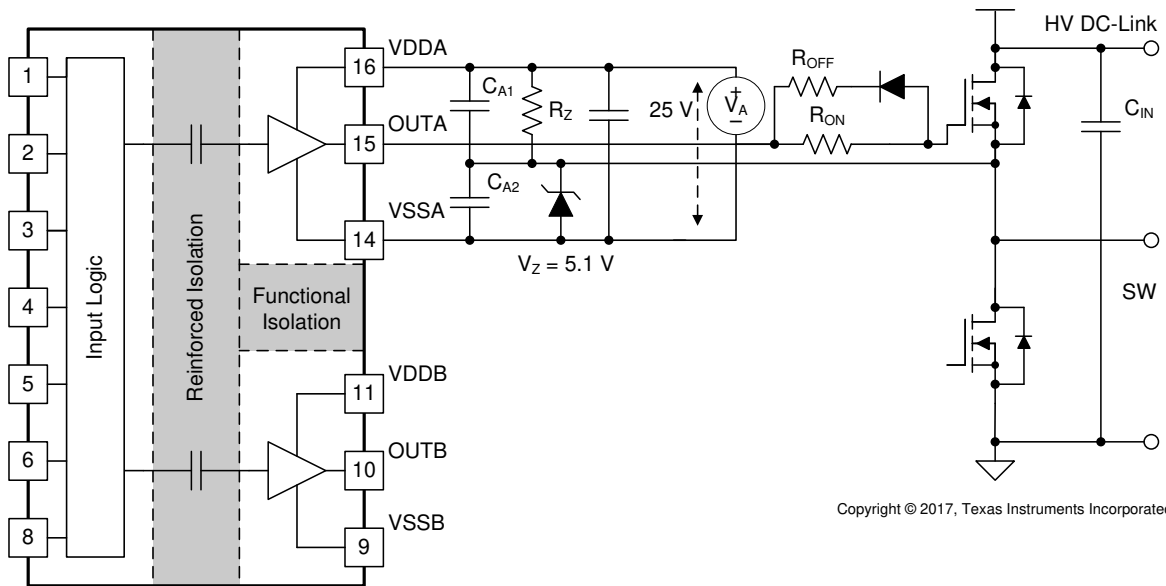 HV DC-Link
1
2
3
4
5
6
8
Input Logic
Reinforced Isolation
Functional
Isolation
16
15
14
11
10
9
VDDA
OUTA
VSSA
VDDB
OUTB
VSSB
CA1
CA2
RZ
25 V
+
VA
–
ROFF
RON
VZ = 5.1 V
CIN
SW
Copyright © 2017, Texas Instruments Incorporated